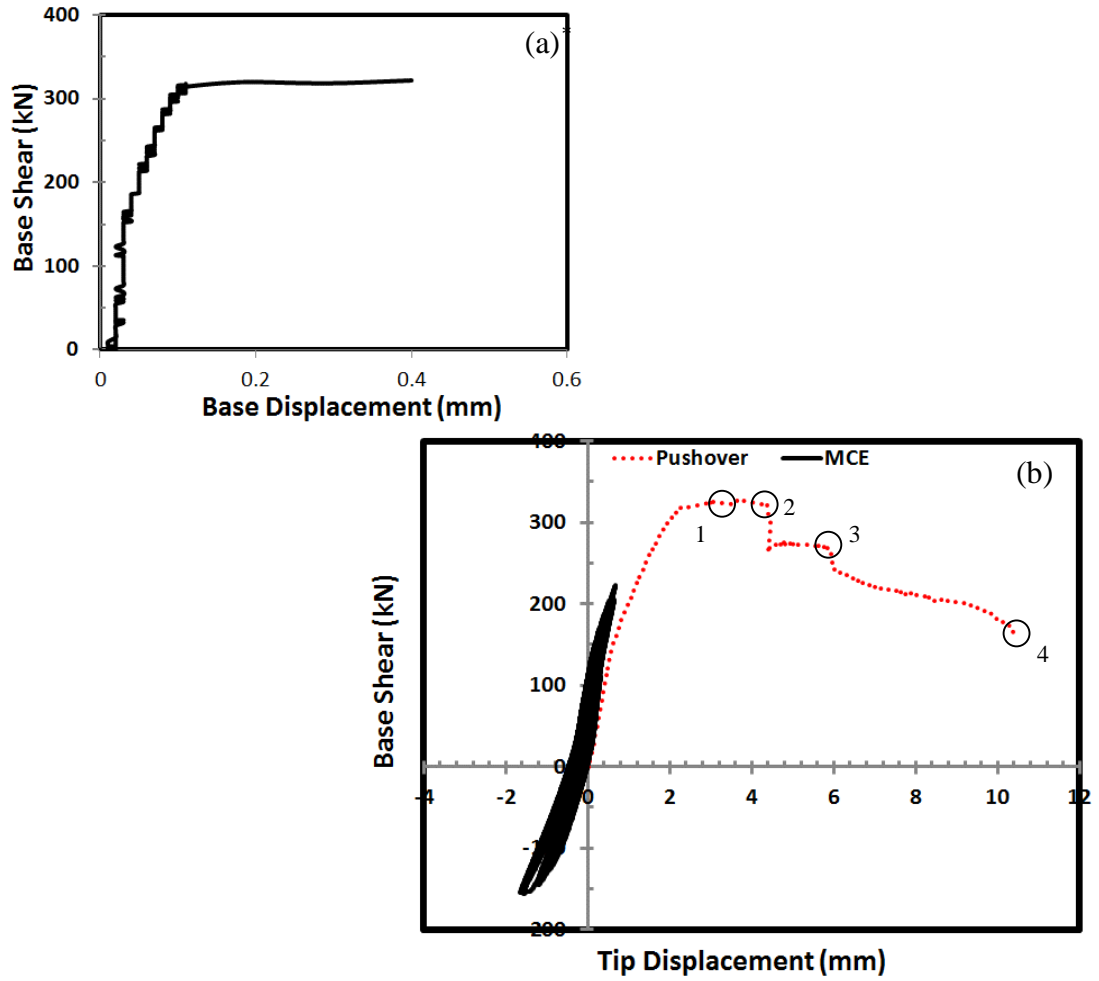 (a)*
Base Shear (kN)
400
300
200
100
0
0 0.2 0.4 0.6
Base Displacement (mm)
(b)
Pushover MCE
Base Shear (kN)
400
300
200
100
0
200
-4 -2 0 2 4 6 8 10 12
1
2
3
4
Tip Displacement (mm)